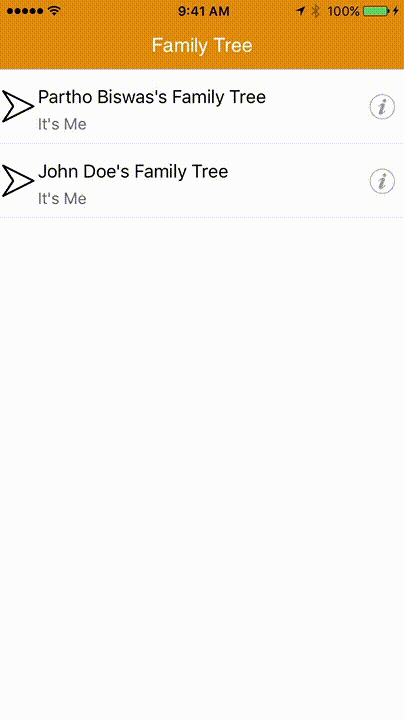 9:41 AM
100%
Family Tree
Partho Biswas's Family Tree
It's Me
i
John Doe's Family Tree
It's Me
i